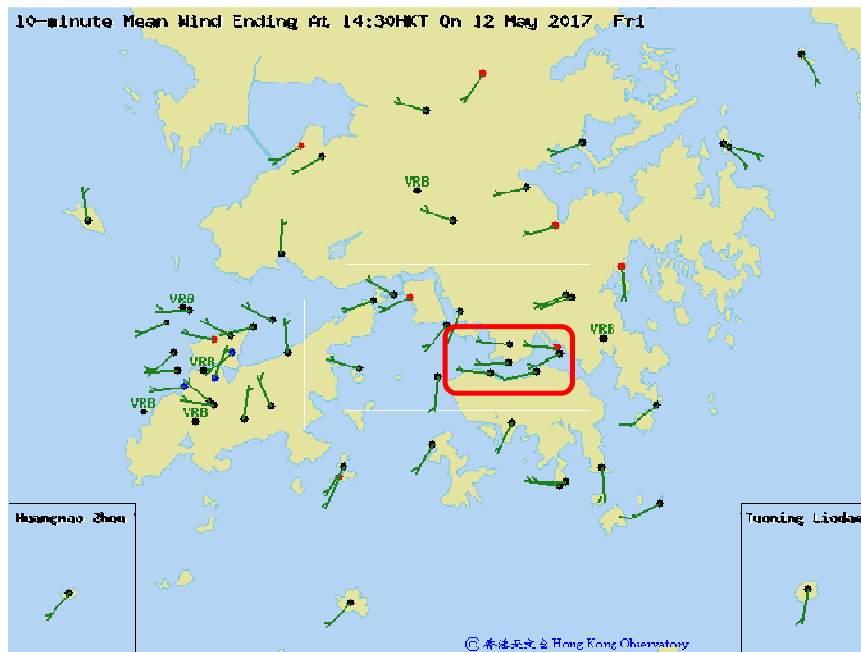 10-minute Mean Wind Ending At 14:30HKT On 12 May 2017 Fri
VRB
VRB
VRB
VRB
VRB
VRB
Huangmao Zhou
Tuoning Liedao
© 香港天文台 Hong Kong Observatory